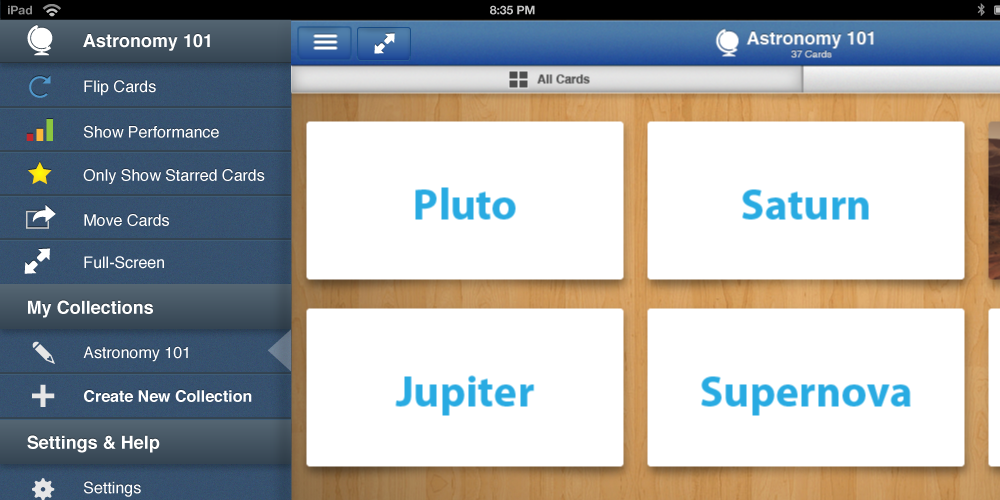 iPad
8:35 PM
Astronomy 101
Flip Cards
Show Performance
Only Show Starred Cards
Move Cards
Full-Screen
My Collections
Astronomy 101
Create New Collection
Settings & Help
Settings
Astronomy 101
37 Cards
All Cards
Pluto
Saturn
Jupiter
Supernova